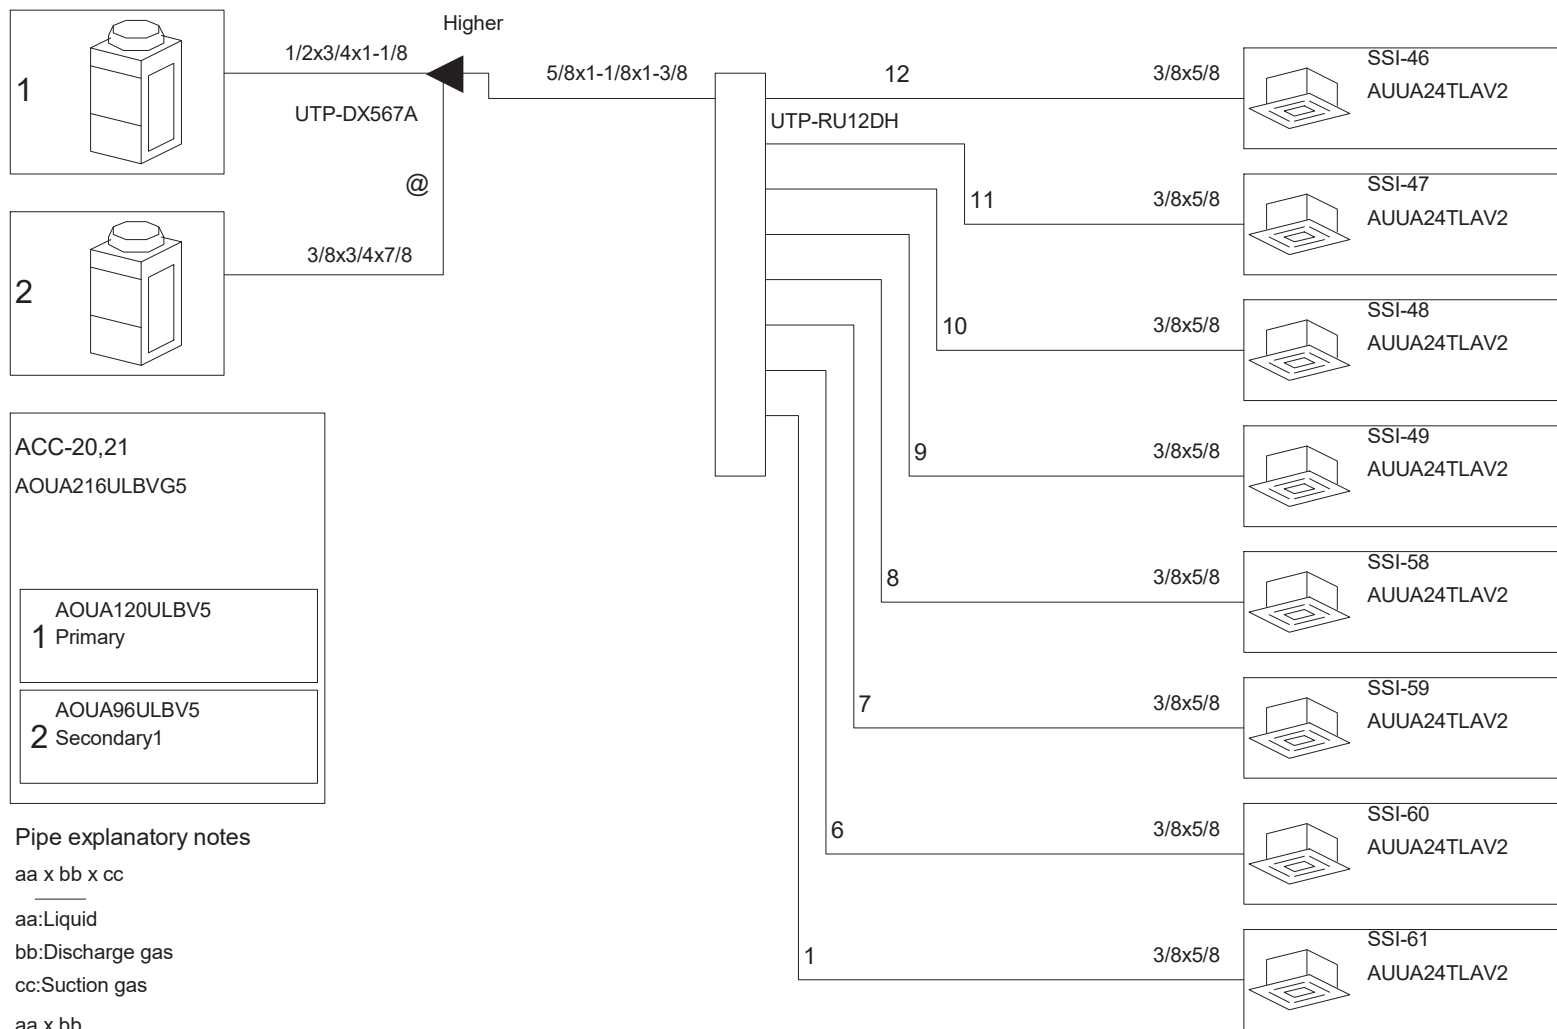 Higher
1
1/2x3/4x1-1/8
UTP-DX567A
5/8x1-1/8x1-3/8
UTP-RU12DH
@
2
3/8x3/4x7/8
12
3/8x5/8
SSI-46
AUUA24TLAV2
11
3/8x5/8
SSI-47
AUUA24TLAV2
10
3/8x5/8
SSI-48
AUUA24TLAV2
9
3/8x5/8
SSI-49
AUUA24TLAV2
8
3/8x5/8
SSI-58
AUUA24TLAV2
7
3/8x5/8
SSI-59
AUUA24TLAV2
6
3/8x5/8
SSI-60
AUUA24TLAV2
1
3/8x5/8
SSI-61
AUUA24TLAV2
ACC-20,21
AOUA216ULBVG5
AOUA120ULBV5
1 Primary
AOUA96ULBV5
2 Secondary1
Pipe explanatory notes
aa x bb x cc
aa:Liquid
bb:Discharge gas
cc:Suction gas
aa x bb